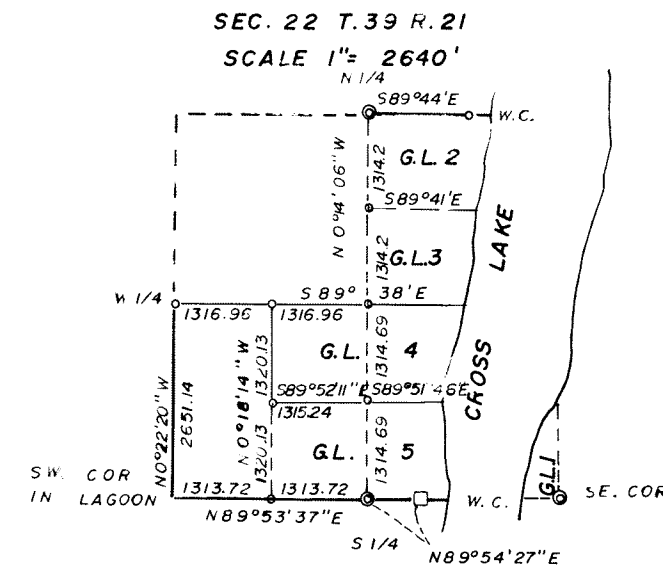 SEC. 22 T.39 R.21
SCALE 1"= 2640'
N 1/4
S89°44'E
W.C.
G.L. 2
1314.2
N 0°14'06" W
S89°41'E
1314.2
G.L.3
LAKE
CROSS
W 1/4
S 89° 38'E
1316.96
1316.96
G.L. 4
1314.69
1320.13
N0°18'14" W
S89°52'11"E
S89°51'46"E
1315.24
N0°22'20" W
2651.14
1320.13
G.L. 5
1314.69
SW. COR
IN LAGOON
1313.72
1313.72
W.C.
G.L.1
SE. COR
N89°53'37"E
S 1/4
N89°54'27"E